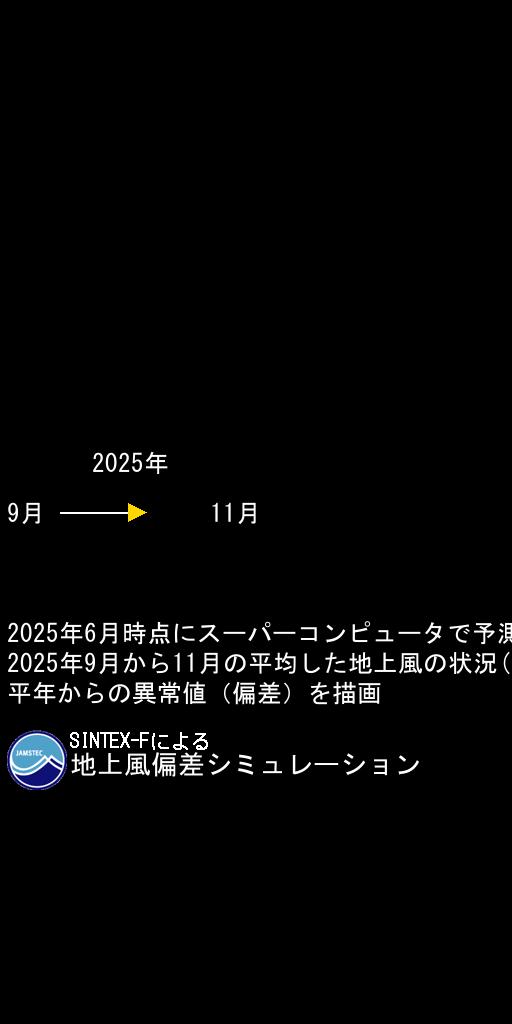 2025年
9月 11月
2025年6月時点にスーパーコンピュータで予測
2025年9月から11月の平均した地上風の状況(
平年からの異常値（偏差）を描画
SINTEX-Fによる
JAMSTEC
地上風偏差シミュレーション